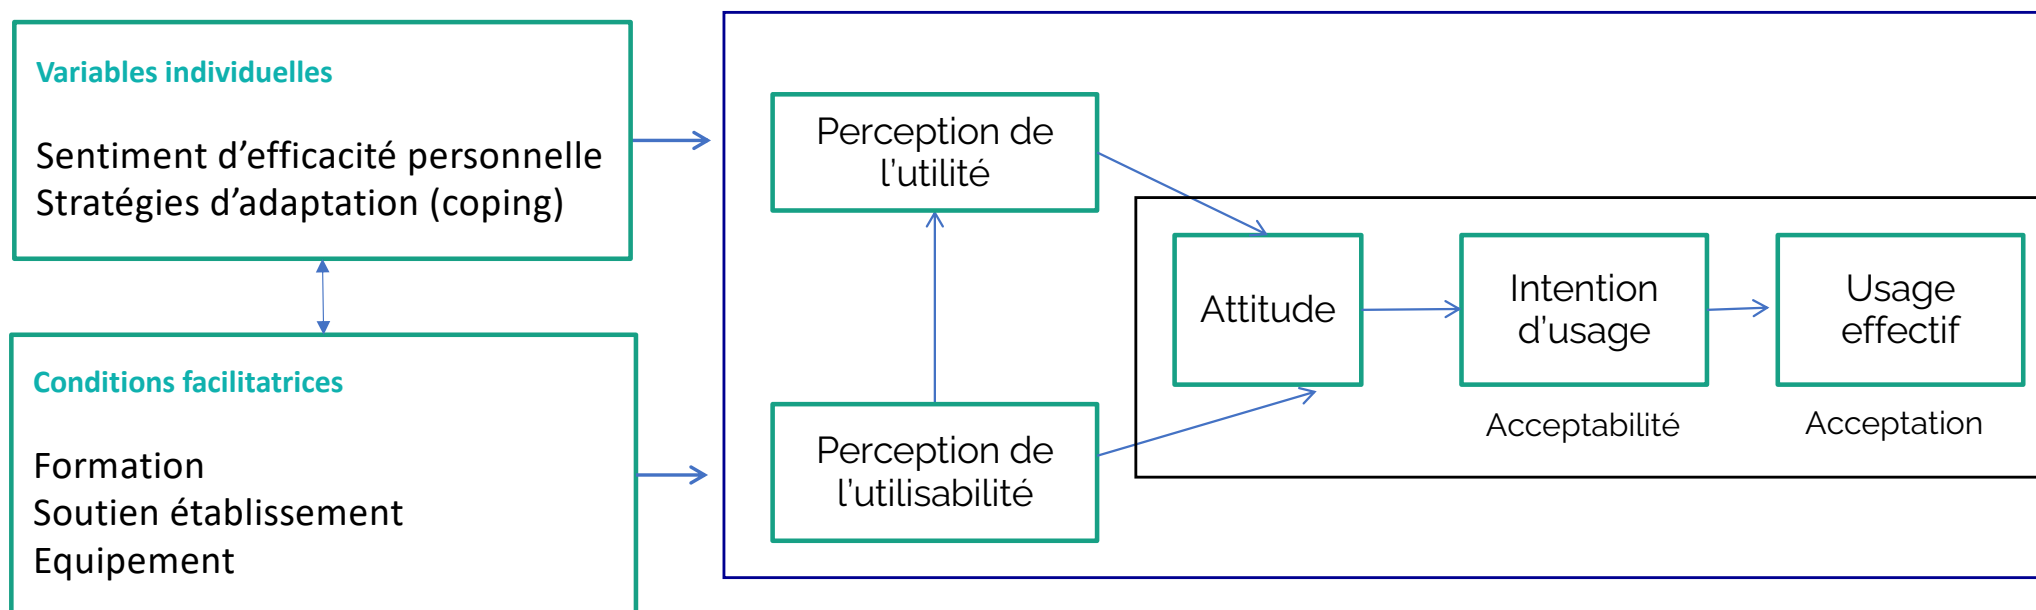 Variables individuelles
Sentiment d'efficacité personnelle
Stratégies d'adaptation (coping)
Conditions facilitatrices
Formation
Soutien établissement
Equipement
Perception de
l'utilité
Perception de
l'utilisabilité
Attitude
Intention
d'usage
Acceptabilité
Usage
effectif
Acceptation